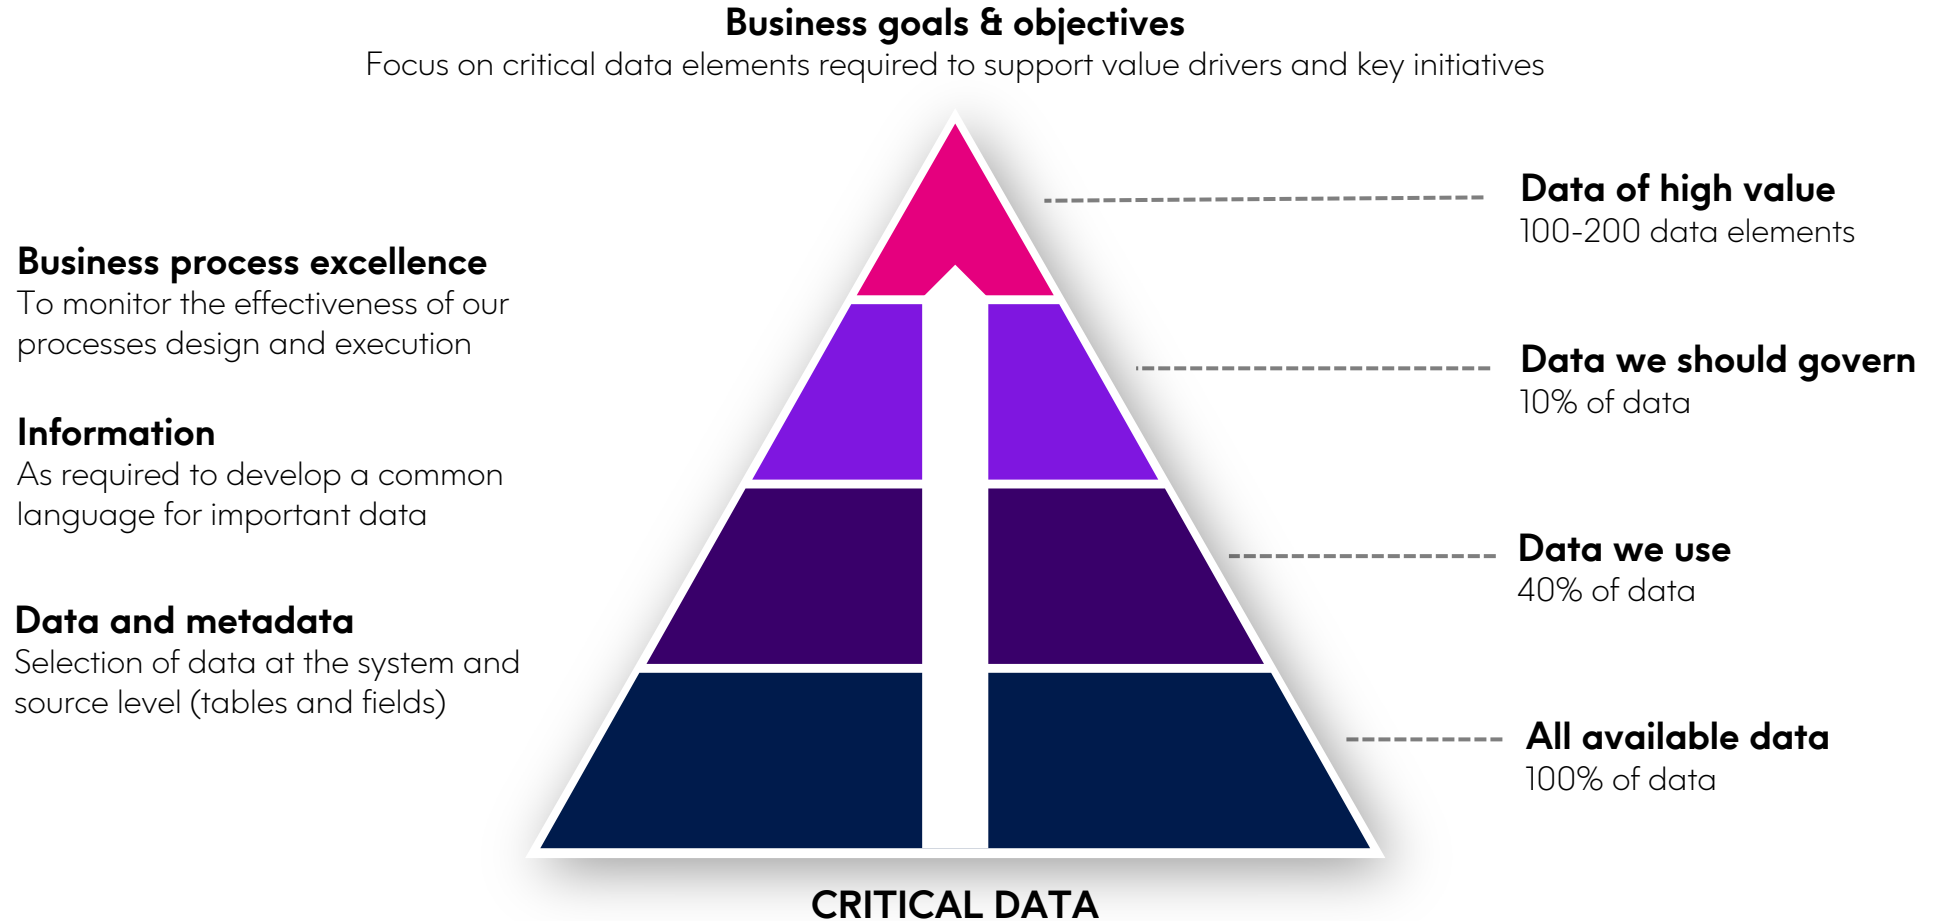 Business goals & objectives
Focus on critical data elements required to support value drivers and key initiatives
Business process excellence
To monitor the effectiveness of our
processes design and execution
Information
As required to develop a common
language for important data
Data and metadata
Selection of data at the system and
source level (tables and fields)
Data of high value
100-200 data elements
Data we should govern
10% of data
Data we use
40% of data
All available data
100% of data
CRITICAL DATA